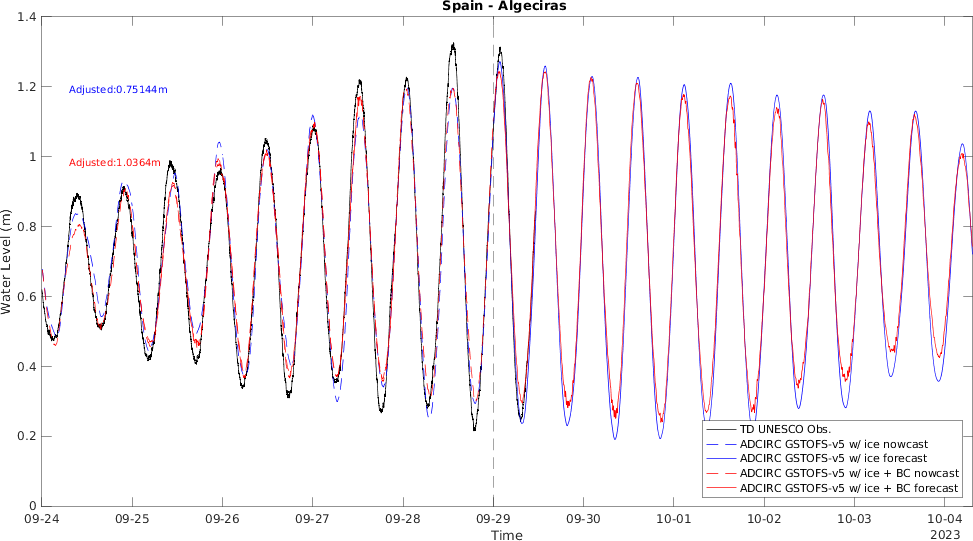 Spain - Algeciras
1.4
1.2
1
0.8
0.6
0.4
0.2
0
Water Level (m)
Adjusted:0.75144m
Adjusted:1.0364m
TD UNESCO Obs.
ADCIRC GSTOFS-v5 w/ ice nowcast
ADCIRC GSTOFS-v5 w/ ice forecast
ADCIRC GSTOFS-v5 w/ ice + BC nowcast
ADCIRC GSTOFS-v5 w/ ice + BC forecast
09-24 09-25 09-26 09-27 09-28 09-29 09-30 10-01 10-02 10-03 10-04
Time
2023